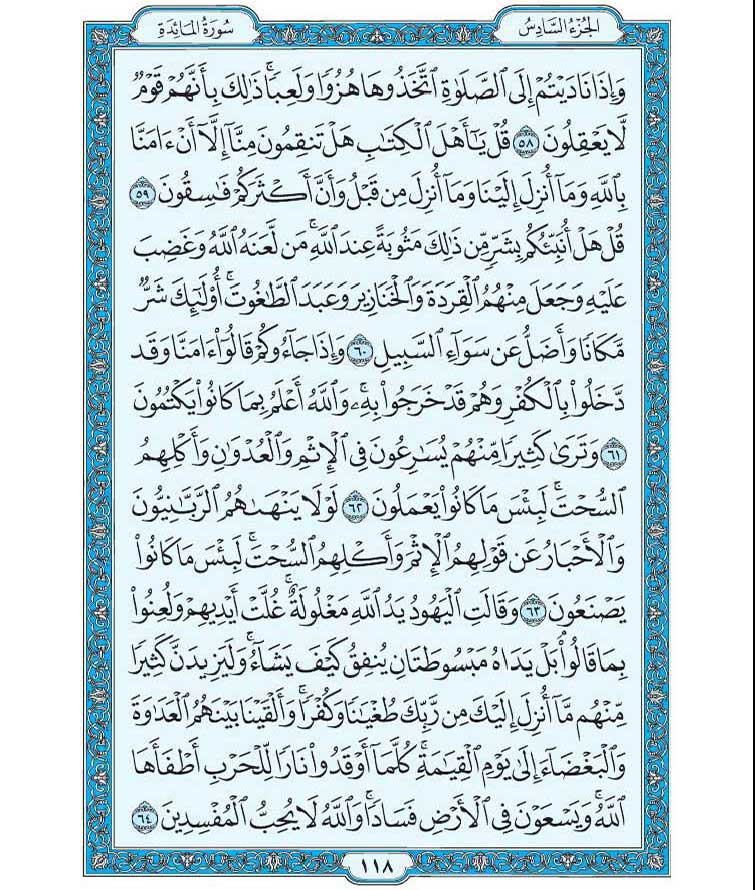 الجُزْءُ السَّادِسُ
سُورَةُ المَائِدَةِ
وَإِذَا نَادَيْتُمْ إِلَى ٱلصَّلَوٰةِ ٱتَّخَذُوهَا هُزُوًا وَلَعِبًاۚ ذَٰلِكَ بِأَنَّهُمْ قَوْمٌ
لَّا يَعْقِلُونَ ٥٨ قُلْ يَـٰٓأَهْلَ ٱلْكِتَـٰبِ هَلْ تَنقِمُونَ مِنَّآ إِلَّآ أَنْ ءَامَنَّا
بِٱللَّهِ وَمَآ أُنزِلَ إِلَيْنَا وَمَآ أُنزِلَ مِن قَبْلُ وَأَنَّ أَكْثَرَكُمْ فَـٰسِقُونَ ٥٩
قُلْ هَلْ أُنَبِّئُكُم بِشَرٍّ مِّن ذَٰلِكَ مَثُوبَةً عِندَ ٱللَّهِۚ مَن لَّعَنَهُ ٱللَّهُ وَغَضِبَ
عَلَيْهِ وَجَعَلَ مِنْهُمُ ٱلْقِرَدَةَ وَٱلْخَنَازِيرَ وَعَبَدَ ٱلطَّـٰغُوتَۚ أُوْلَـٰٓئِكَ شَرٌّ
مَّكَانًا وَأَضَلُّ عَن سَوَآءِ ٱلسَّبِيلِ ٦٠ وَإِذَا جَآءُوكُمْ قَالُوٓاْ ءَامَنَّا وَقَد
دَّخَلُواْ بِٱلْكُفْرِ وَهُمْ قَدْ خَرَجُواْ بِهِۦۚ وَٱللَّهُ أَعْلَمُ بِمَا كَانُواْ يَكْتُمُونَ
٦١ وَتَرَىٰ كَثِيرًا مِّنْهُمْ يُسَـٰرِعُونَ فِى ٱلْإِثْمِ وَٱلْعُدْوَٰنِ وَأَكْلِهِمُ
ٱلسُّحْتَۚ لَبِئْسَ مَا كَانُواْ يَعْمَلُونَ ٦٢ لَوْلَا يَنْهَىٰهُمُ ٱلرَّبَّـٰنِيُّونَ
وَٱلْأَحْبَارُ عَن قَوْلِهِمُ ٱلْإِثْمَ وَأَكْلِهِمُ ٱلسُّحْتَۚ لَبِئْسَ مَا كَانُواْ
يَصْنَعُونَ ٦٣ وَقَالَتِ ٱلْيَهُودُ يَدُ ٱللَّهِ مَغْلُولَةٌۚ غُلَّتْ أَيْدِيهِمْ وَلُعِنُواْ
بِمَا قَالُواْۘ بَلْ يَدَاهُ مَبْسُوطَتَانِ يُنفِقُ كَيْفَ يَشَآءُۚ وَلَيَزِيدَنَّ كَثِيرًا
مِّنْهُم مَّآ أُنزِلَ إِلَيْكَ مِن رَّبِّكَ طُغْيَـٰنًا وَكُفْرًاۚ وَأَلْقَيْنَا بَيْنَهُمُ ٱلْعَدَٰوَةَ
وَٱلْبَغْضَآءَ إِلَىٰ يَوْمِ ٱلْقِيَـٰمَةِۚ كُلَّمَآ أَوْقَدُواْ نَارًا لِّلْحَرْبِ أَطْفَأَهَا
ٱللَّهُۚ وَيَسْعَوْنَ فِى ٱلْأَرْضِ فَسَادًاۚ وَٱللَّهُ لَا يُحِبُّ ٱلْمُفْسِدِينَ ٦٤
١١٨